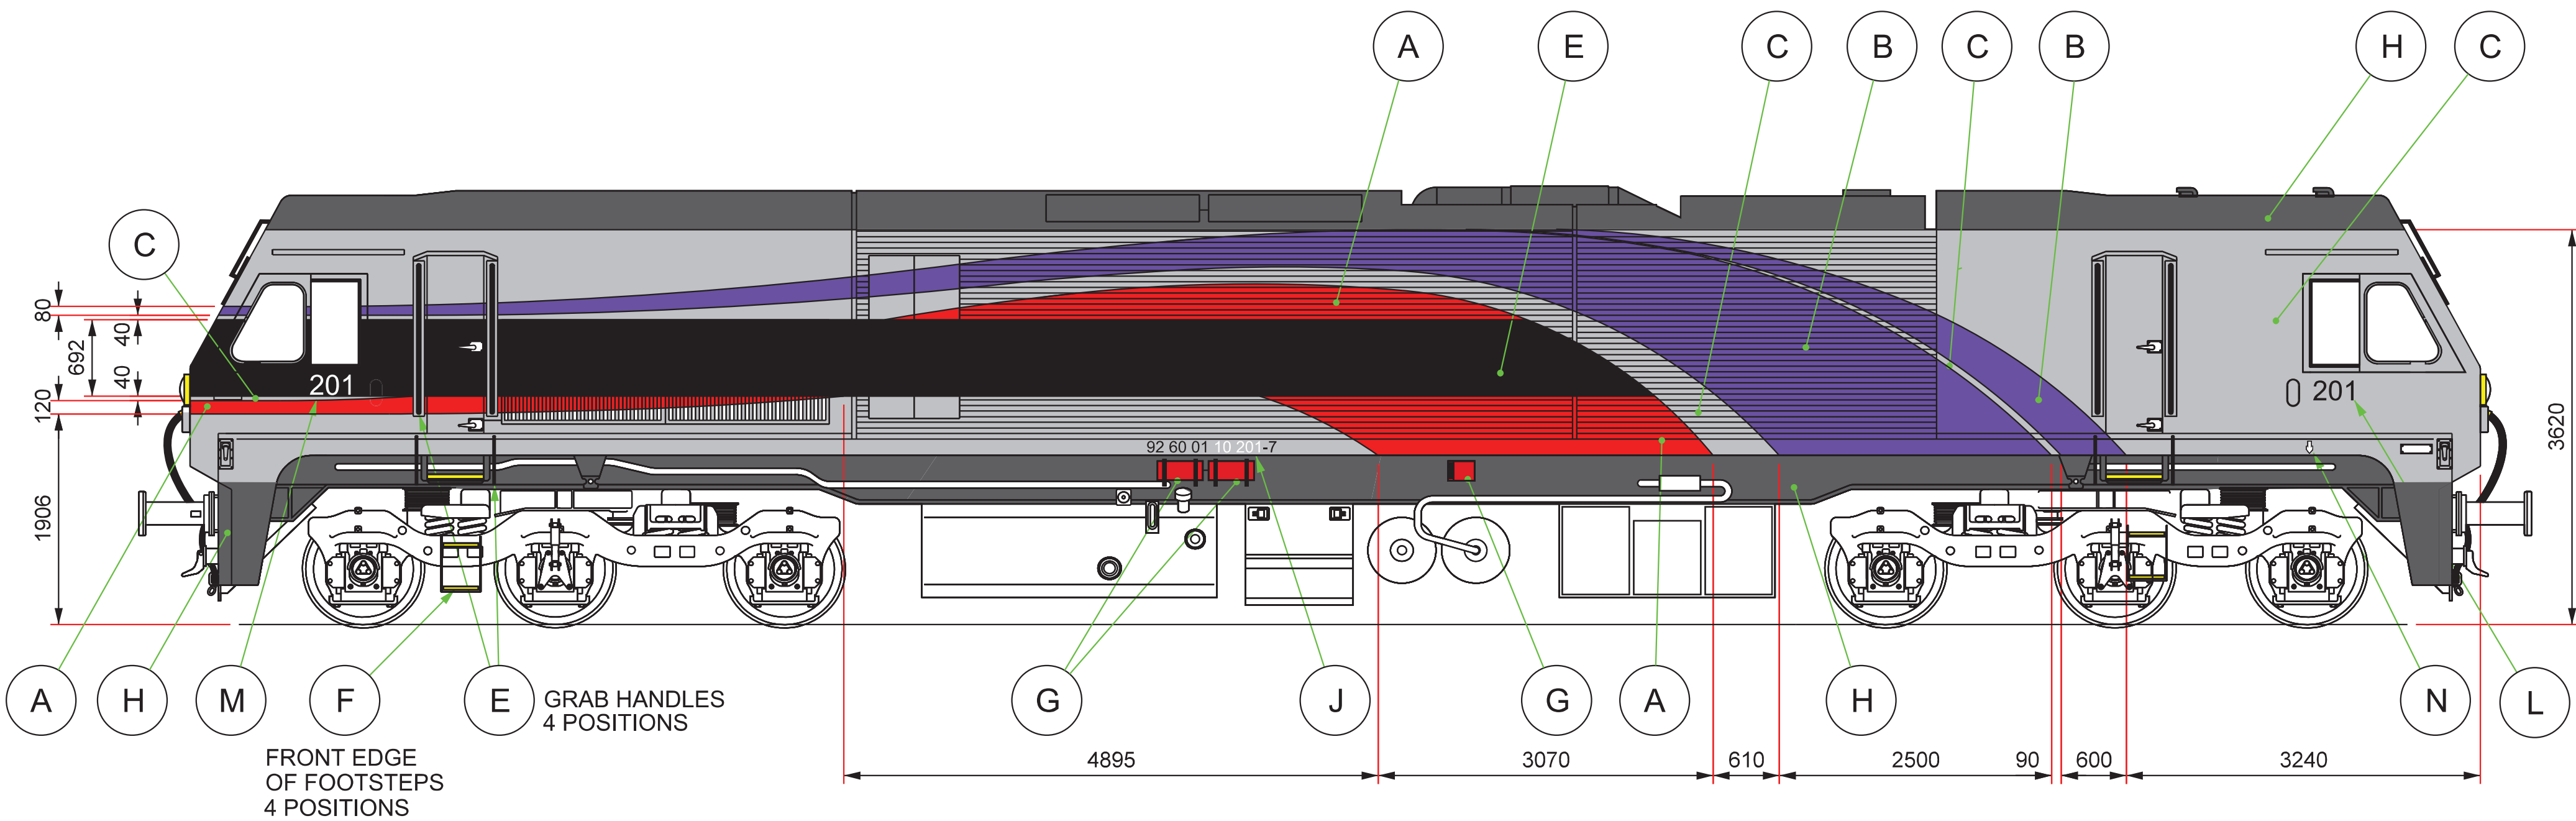 A E C B C B H C
C
80
40
692
40
120
1906
3620
201
201
92 60 01 10 201-7
A H M F E G J G A H N L
GRAB HANDLES
4 POSITIONS
FRONT EDGE
OF FOOTSTEPS
4 POSITIONS
4895 3070 610 2500 90 600 3240